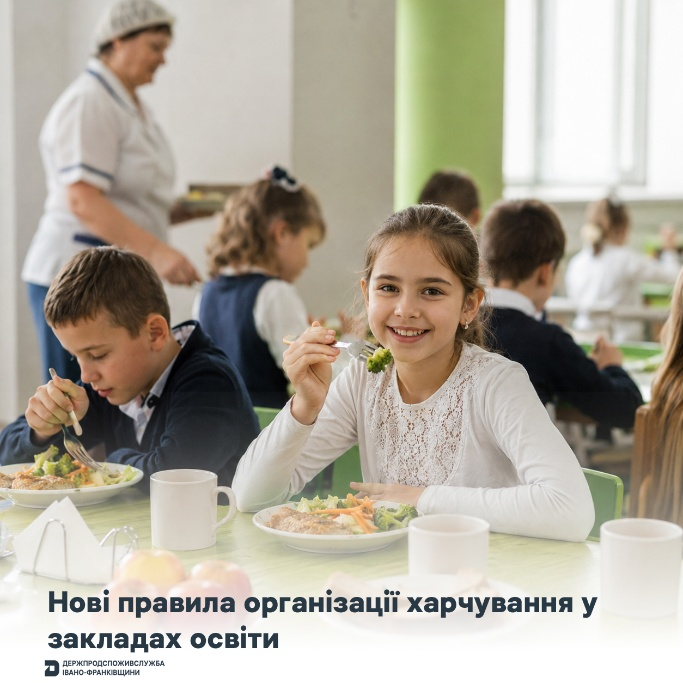 Нові правила організації харчування у
закладах освіти
ДЕРЖПРОДСПОЖИВСЛУЖБА
ІВАНО-ФРАНКІВЩИНИ